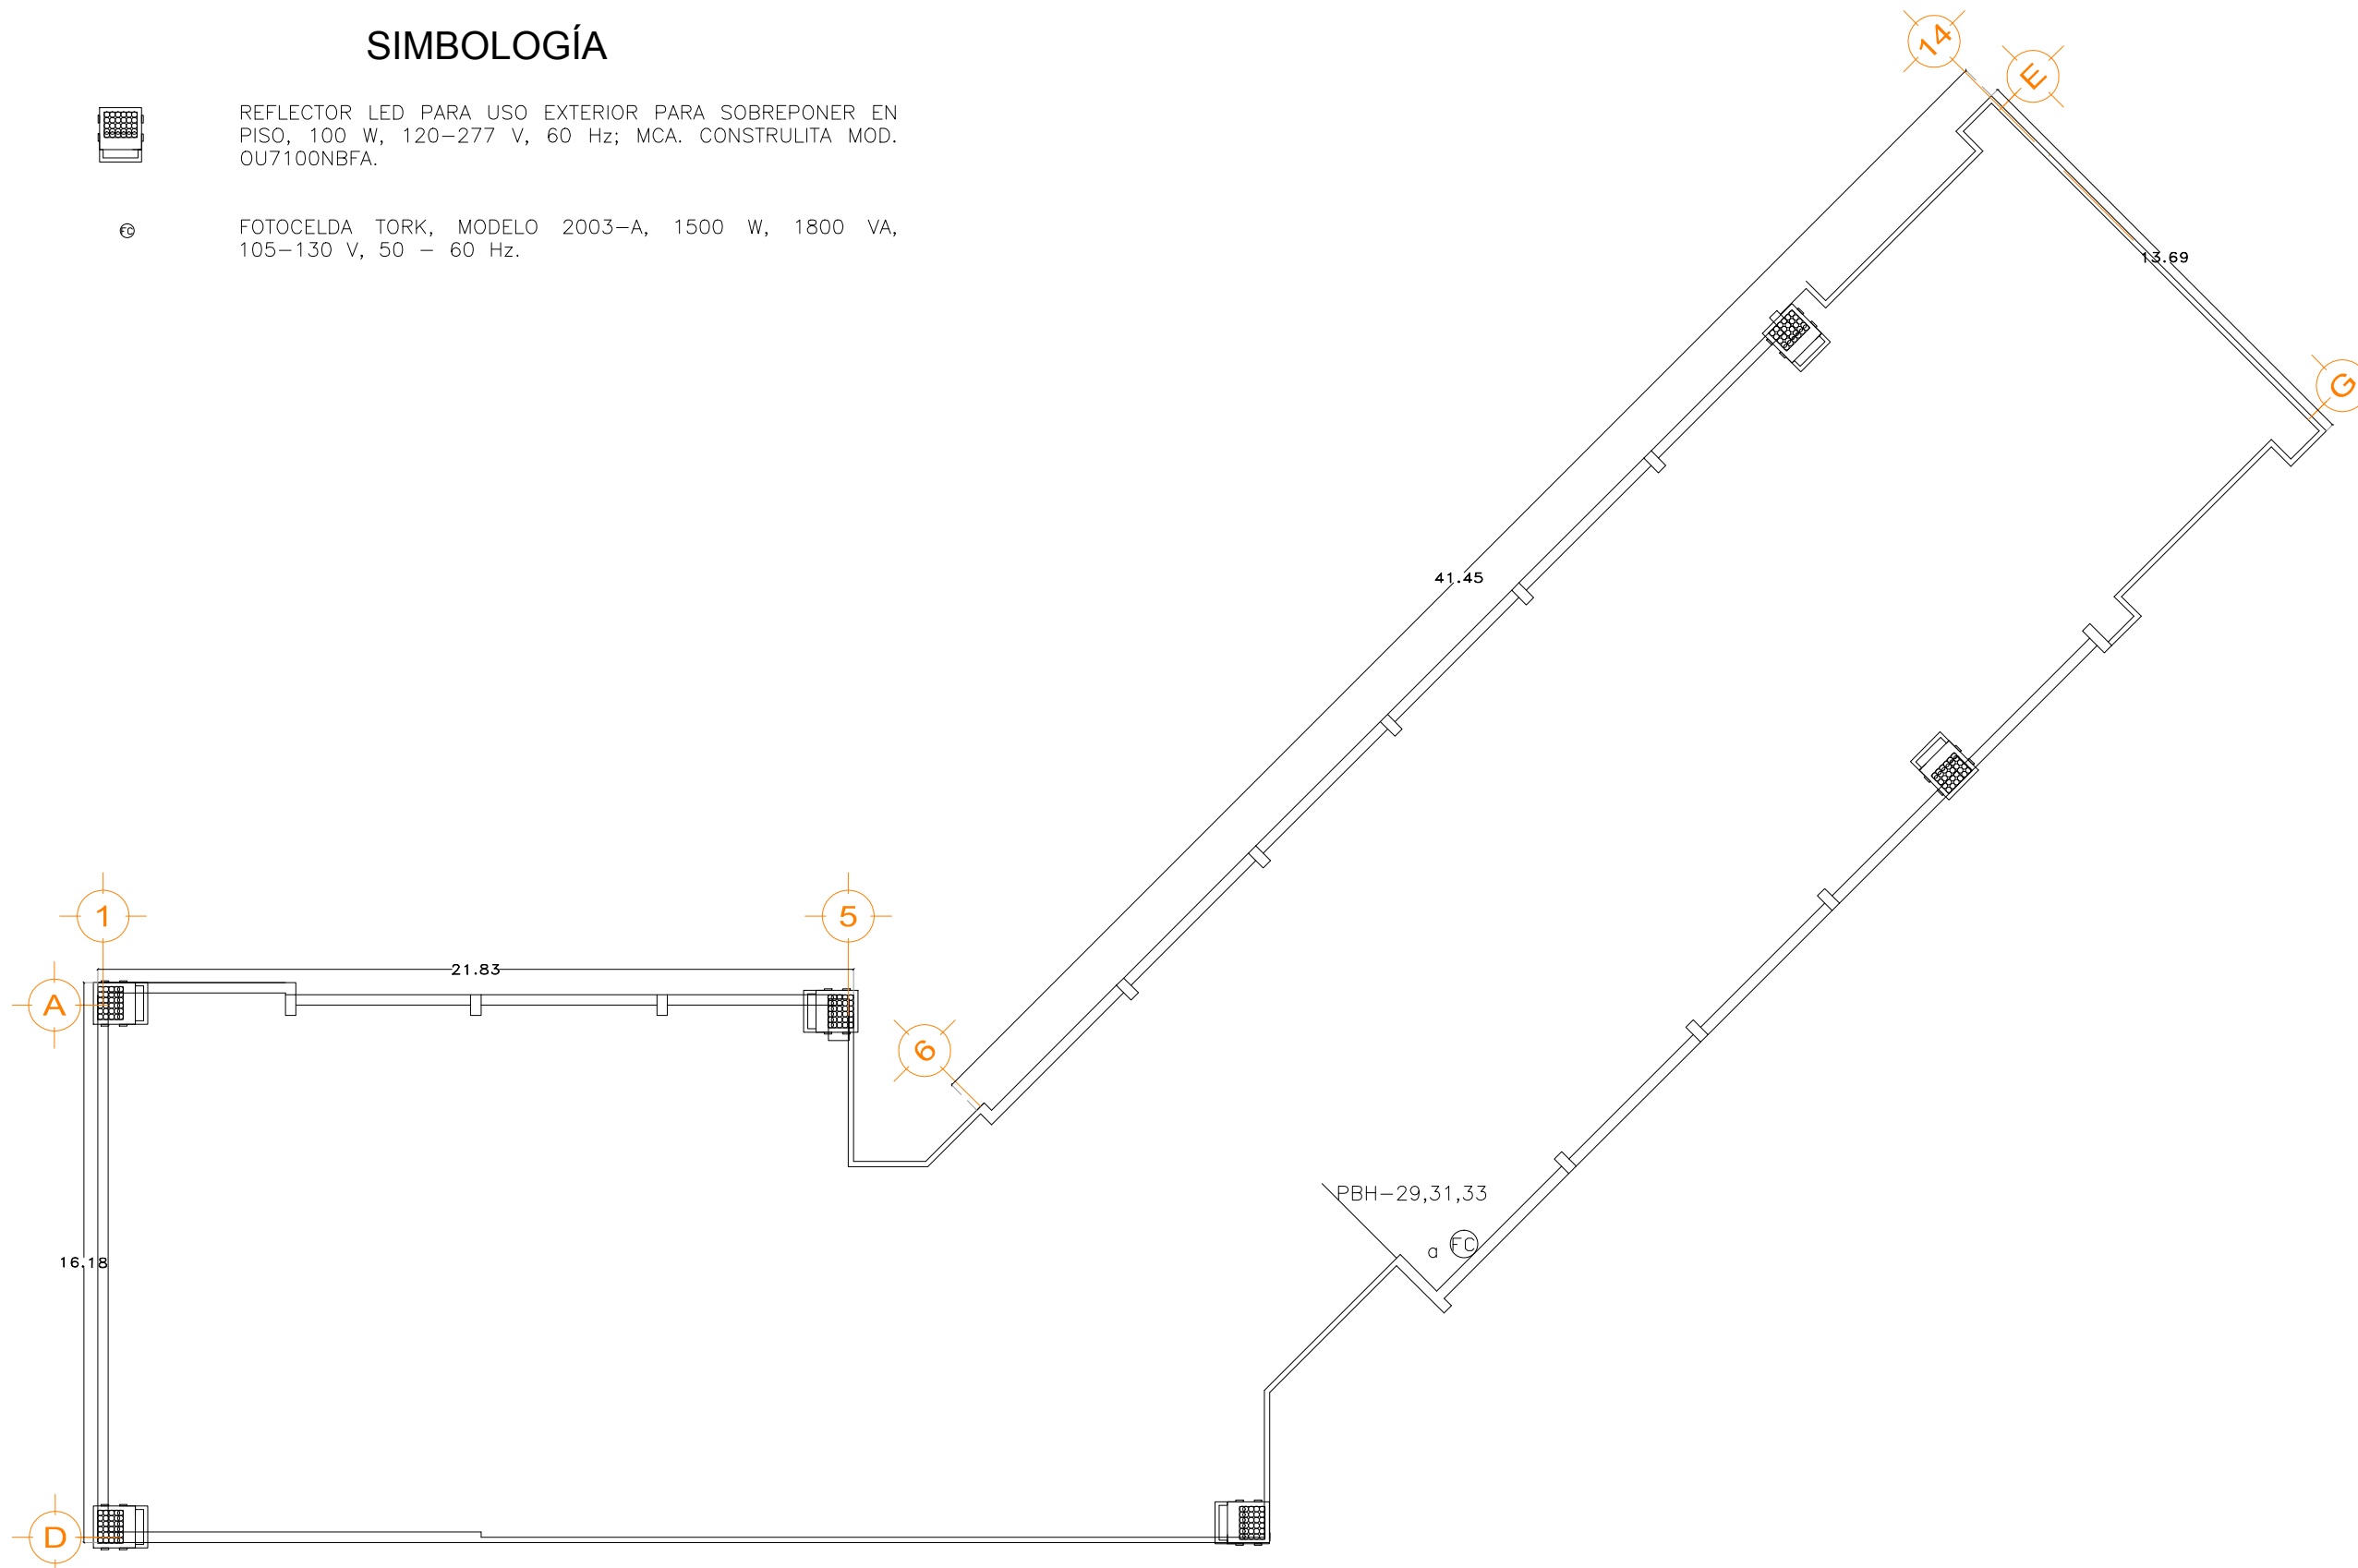 SIMBOLOGÍA
REFLECTOR LED PARA USO EXTERIOR PARA SOBREPONER EN
PISO, 100 W, 120-277 V, 60 Hz; MCA. CONSTRULITA MOD.
OU7100NBFA.
FC
FOTOCELDA TORK, MODELO 2003-A, 1500 W, 1800 VA,
105-130 V, 50 - 60 Hz.
14
E
13.69
G
41.45
1
5
21.83
A
6
PBH-29,31,33
a FC
16.18
D